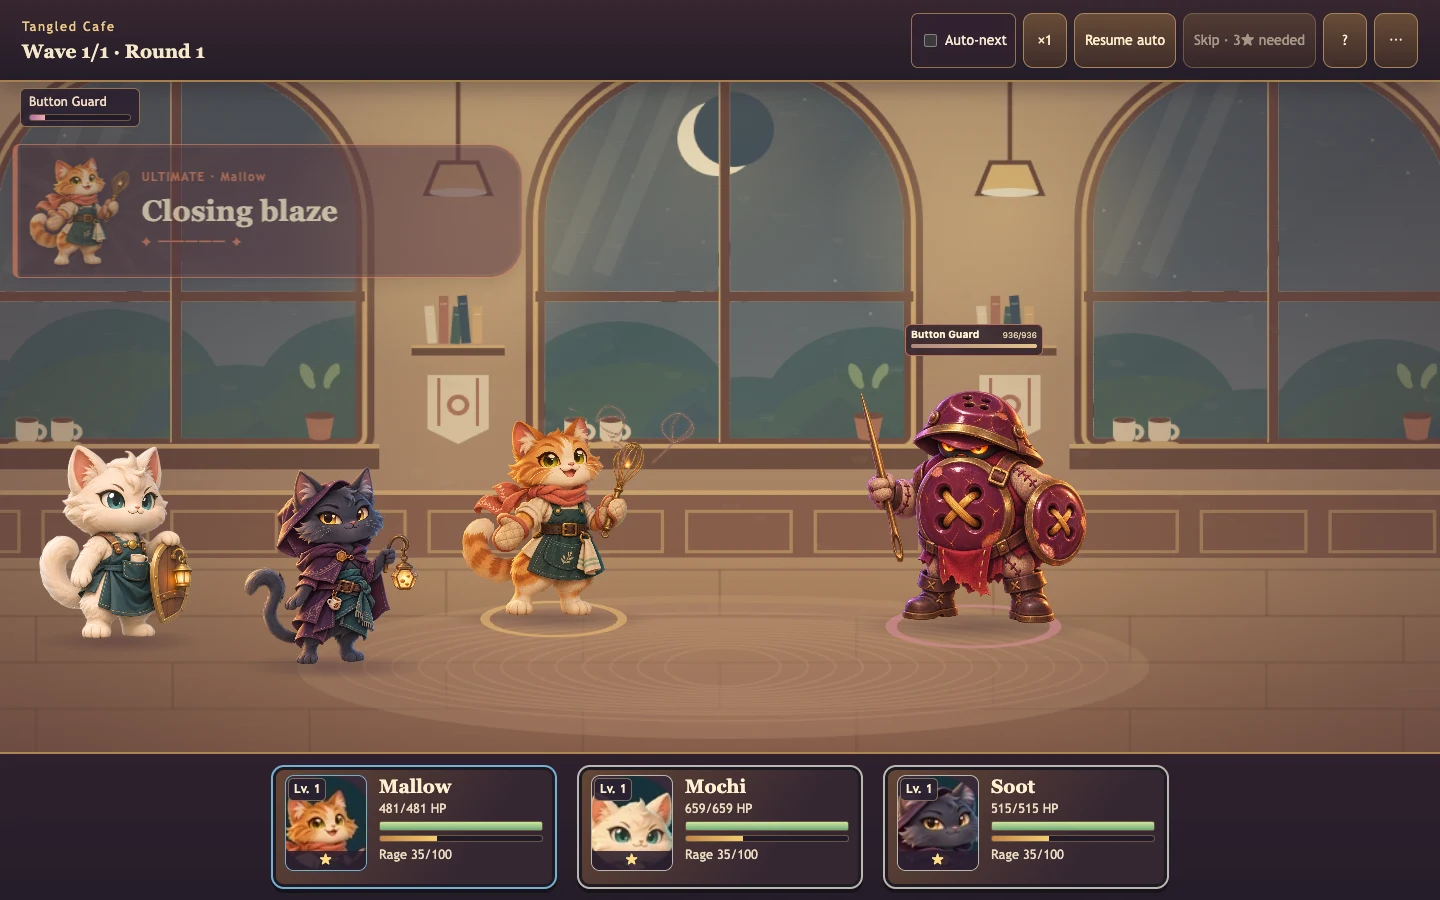 Tangled Cafe
Wave 1/1 · Round 1
Auto-next
×1
Resume auto
Skip · 3★ needed
?
···
Button Guard
ULTIMATE · Mallow
Closing blaze
Button Guard 936/936
Lv. 1
Mallow
481/481 HP
Rage 35/100
Lv. 1
Mochi
659/659 HP
Rage 35/100
Lv. 1
Soot
515/515 HP
Rage 35/100